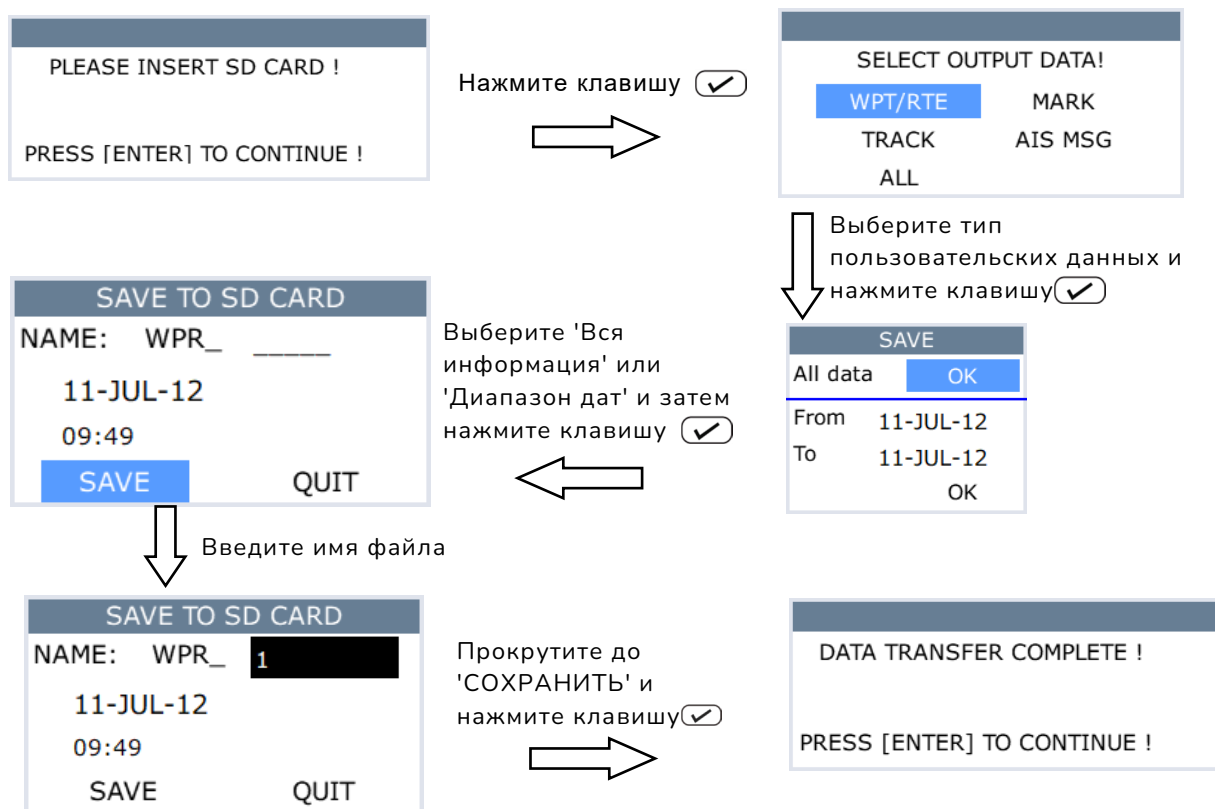 PLEASE INSERT SD CARD !
PRESS [ENTER] TO CONTINUE !
Нажмите клавишу
SELECT OUTPUT DATA!
WPT/RTE MARK
TRACK AIS MSG
ALL
Выберите тип
пользовательских данных и
нажмите клавишу
SAVE
All data OK
From 11-JUL-12
To 11-JUL-12
OK
Выберите 'Вся
информация' или
'Диапазон дат' и затем
нажмите клавишу
SAVE TO SD CARD
NAME: WPR_ _____
11-JUL-12
09:49
SAVE QUIT
Введите имя файла
SAVE TO SD CARD
NAME: WPR_ 1
11-JUL-12
09:49
SAVE QUIT
Прокрутите до
'СОХРАНИТЬ' и
нажмите клавишу
DATA TRANSFER COMPLETE !
PRESS [ENTER] TO CONTINUE !